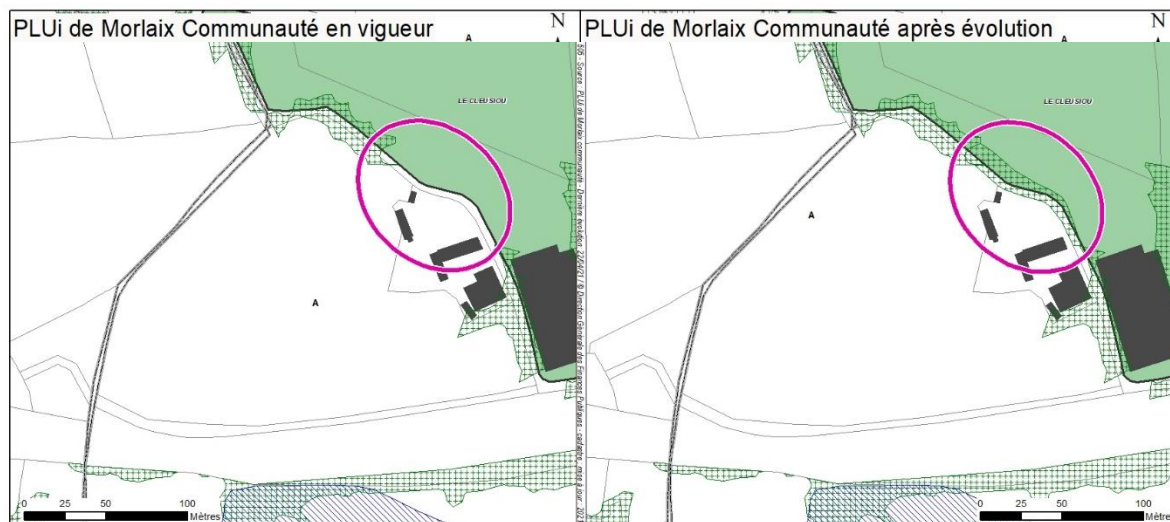 PLUi de Morlaix Communauté en vigueur
A
N
LE CLEUSIOU
A
0 25 50 100
Mètres
PLUi de Morlaix Communauté après évolution
A
N
LE CLEUSIOU
A
0 25 50 100
Mètres